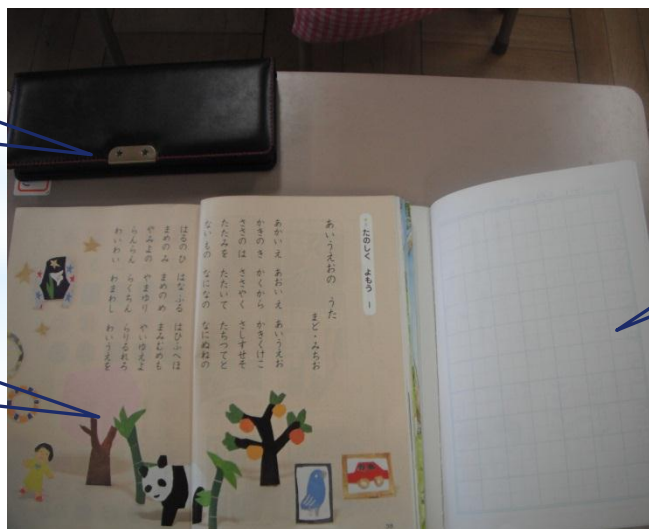 たのしく よもう 1
あいうえおの うた
まど・みちお
あかいえ あおいえ あいうえお
かきのき かくから かきくけこ
ささのは ささやく さしすせそ
たたみを たたいて たちつてと
ないもの なになの なにぬねの
はるのひ はなふる はひふへほ
まめのみ まめのめ まみむめも
やみよの やまゆり やいゆえよ
らんらん らくちん らりるれろ
わいわい わまわし わいうえを